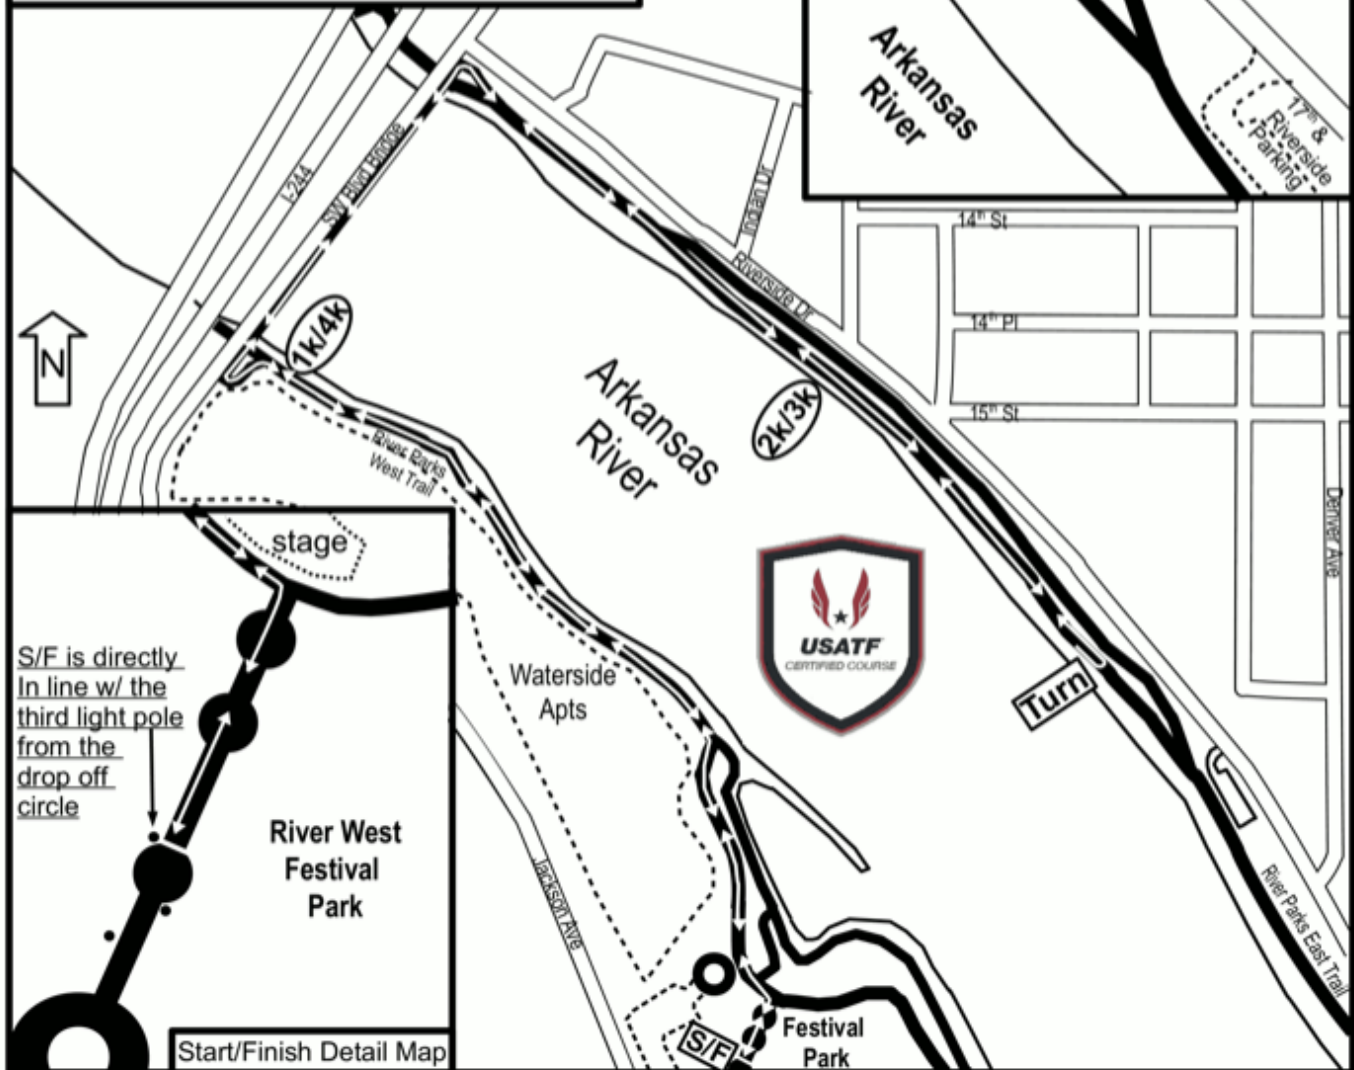 Arkansas
River
17th &
Riverside
Parking
I-244
SW Blvd Bridge
Indian Dr
14th St
Riverside Dr
14th Pl
N
1k/4k
Arkansas
River
2k/3k
15th St
River Parks
West Trail
Denver Ave
stage
USATF
CERTIFIED COURSE
S/F is directly
In line w/ the
third light pole
from the
drop off
circle
Waterside
Apts
Turn
River West
Festival
Park
Jackson Ave
River Parks East Trail
Start/Finish Detail Map
S/F
Festival
Park